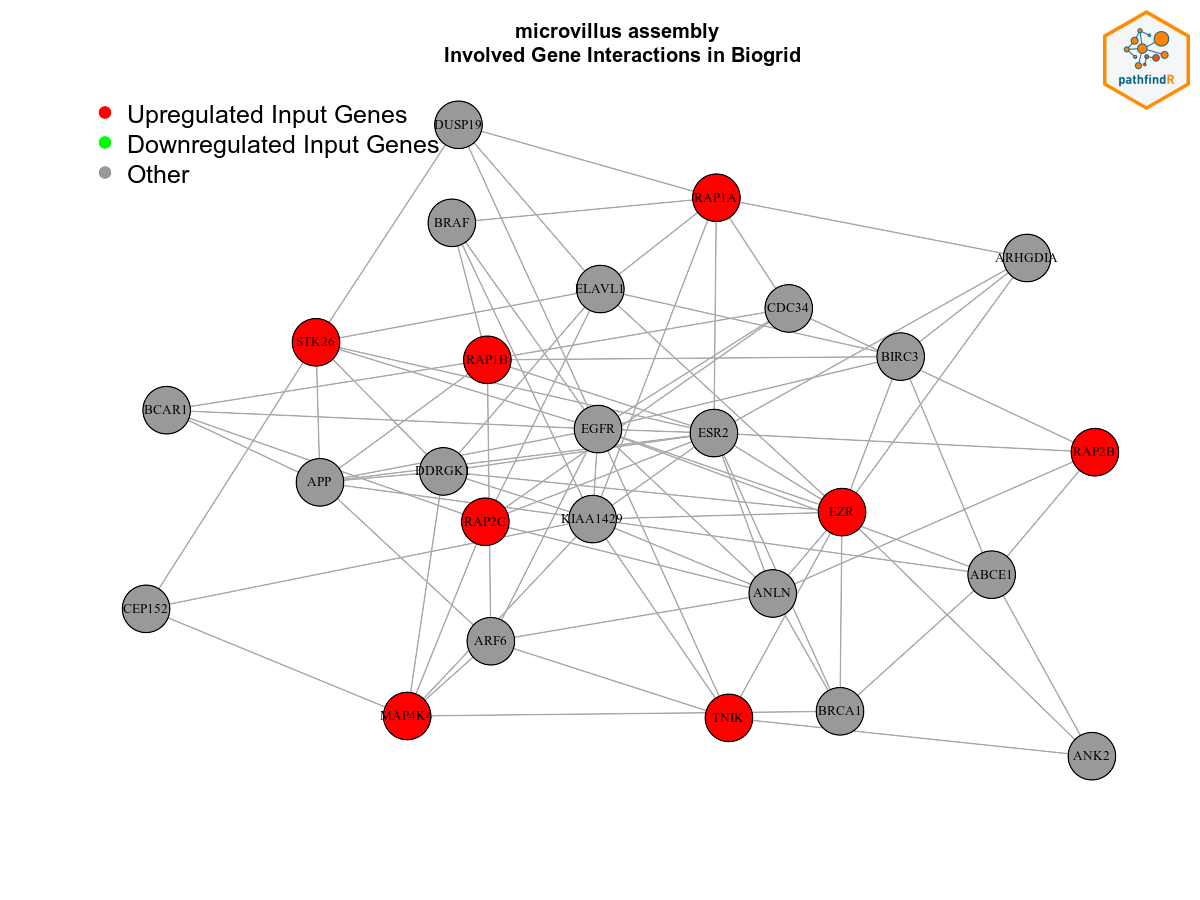 microvillus assembly
Involved Gene Interactions in Biogrid
pathfindR
Upregulated Input Genes
Downregulated Input Genes
Other
DUSP19
RAP1A
BRAF
ARHGDIA
ELAVL1
CDC34
STK26
RAP1B
BIRC3
BCAR1
EGFR
ESR2
RAP2B
DDRGK1
APP
EZR
RAP2C
KIAA1429
ABCE1
ANLN
CEP152
ARF6
BRCA1
MAP4K4
TNIK
ANK2